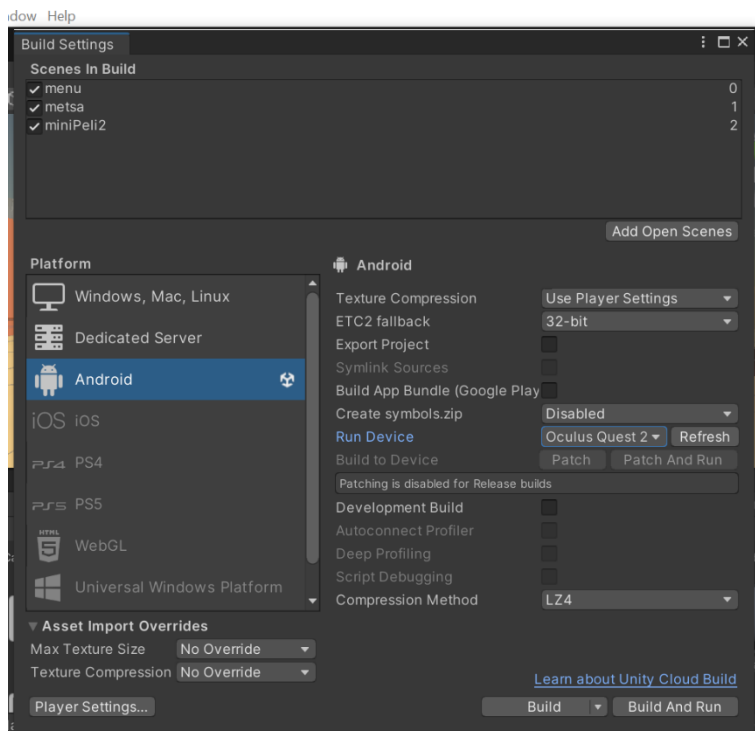 dow Help
Build Settings
Scenes In Build
menu 0
metsa 1
miniPeli2 2
Add Open Scenes
Platform
Windows, Mac, Linux
Dedicated Server
Android
iOS iOS
PS4 PS4
PS5 PS5
HTML 5 WebGL
Universal Windows Platform
Android
Texture Compression Use Player Settings
ETC2 fallback 32-bit
Export Project
Symlink Sources
Build App Bundle (Google Play
Create symbols.zip Disabled
Run Device Oculus Quest 2 Refresh
Build to Device Patch Patch And Run
Patching is disabled for Release builds
Development Build
Autoconnect Profiler
Deep Profiling
Script Debugging
Compression Method LZ4
Asset Import Overrides
Max Texture Size No Override
Texture Compression No Override
Learn about Unity Cloud Build
Player Settings... Build Build And Run